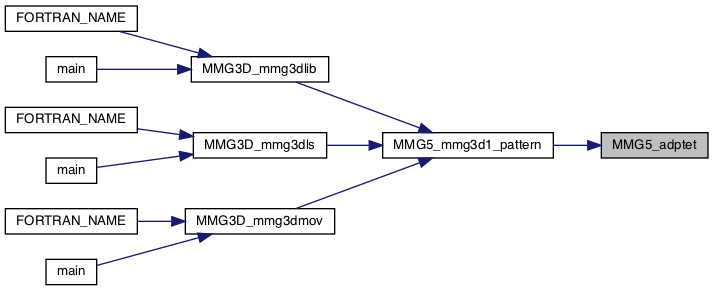 FORTRAN_NAME
MMG3D_mmg3dlib
main
FORTRAN_NAME
MMG3D_mmg3dls
MMG5_mmg3d1_pattern
MMG5_adptet
main
FORTRAN_NAME
MMG3D_mmg3dmov
main